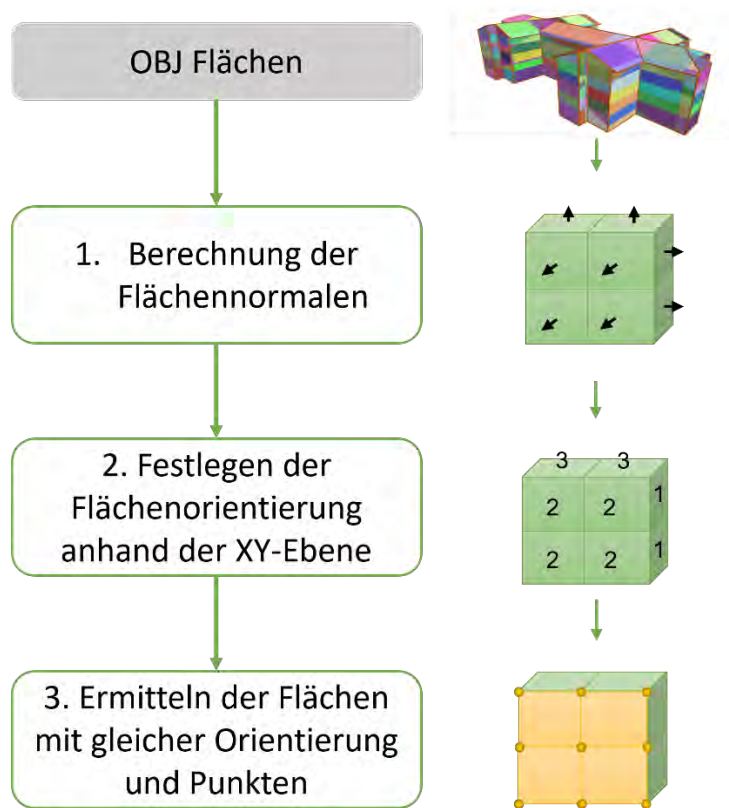 OBJ Flächen
1. Berechnung der
Flächennormalen
2. Festlegen der
Flächenorientierung
anhand der XY-Ebene
3 3
2 2 1
2 2 1
3. Ermitteln der Flächen
mit gleicher Orientierung
und Punkten